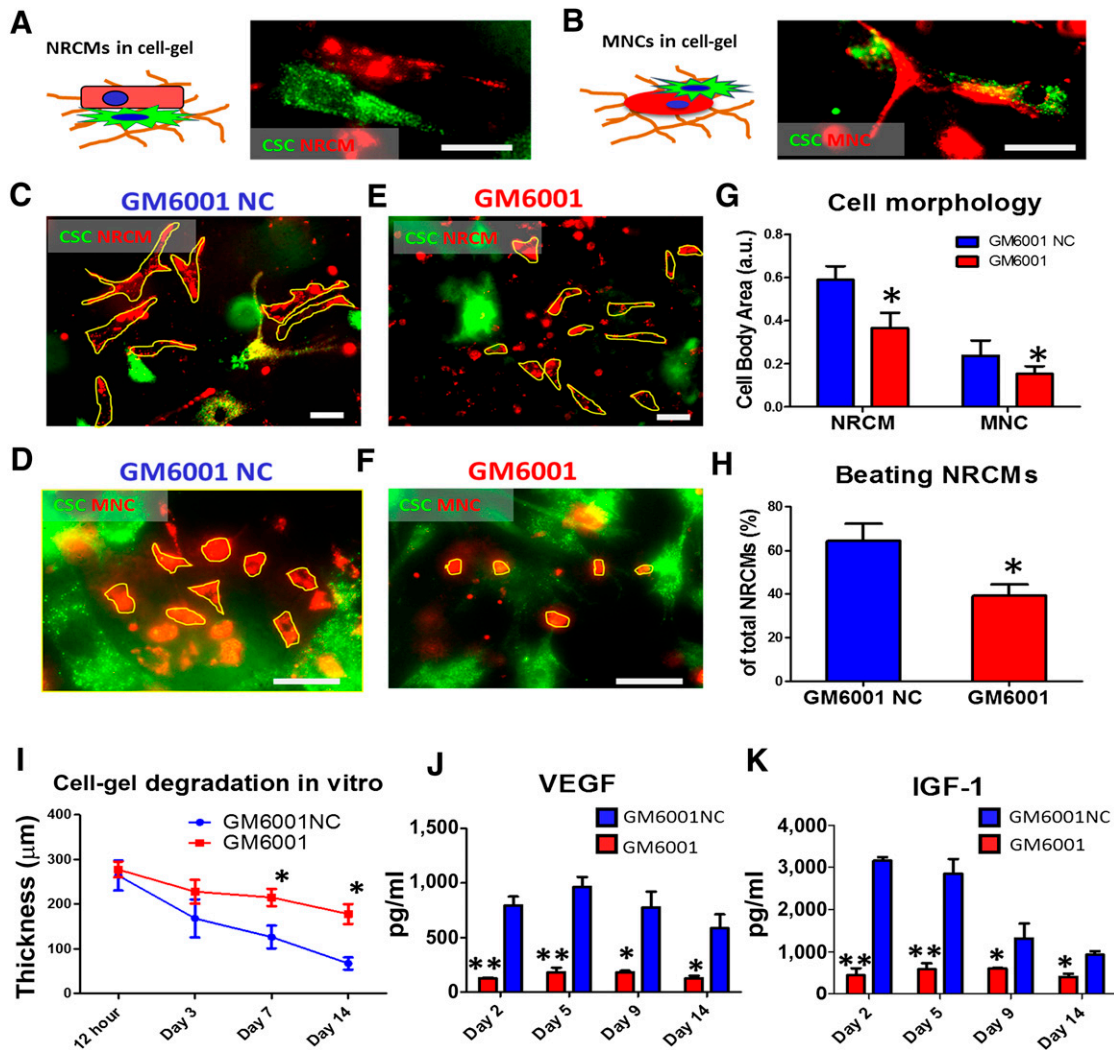 A
NRCMs in cell-gel
CSC NRCM
B
MNCs in cell-gel
CSC MNC
C
GM6001 NC
CSC NRCM
E
GM6001
CSC NRCM
G
Cell morphology
GM6001 NC
GM6001
Cell Body Area (a.u.)
0.8
0.6
0.4
0.2
0.0
*
*
NRCM
MNC
D
GM6001 NC
CSC MNC
F
GM6001
CSC MNC
H
Beating NRCMs
of total NRCMs (%)
80
60
40
20
0
*
GM6001 NC
GM6001
I
Cell-gel degradation in vitro
GM6001NC
GM6001
Thickness (μm)
400
300
200
100
0
*
*
12 hour
Day 3
Day 7
Day 14
J
VEGF
GM6001NC
GM6001
pg/ml
1,500
1,000
500
0
**
**
*
*
Day 2
Day 5
Day 9
Day 14
K
IGF-1
GM6001NC
GM6001
pg/ml
4,000
3,000
2,000
1,000
0
**
**
*
*
Day 2
Day 5
Day 9
Day 14